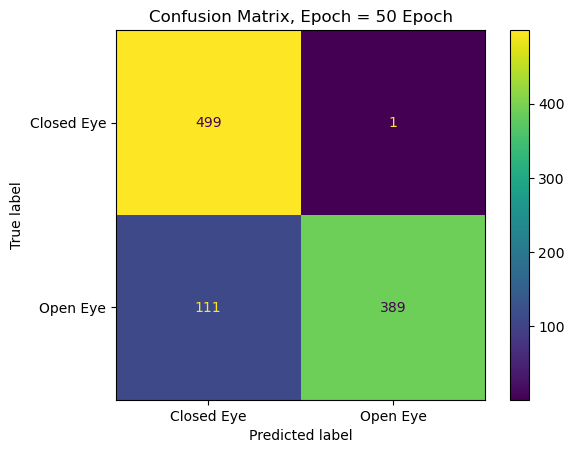 Confusion Matrix, Epoch = 50 Epoch
Closed Eye
499
1
400
300
True label
200
Open Eye
111
389
100
Closed Eye
Open Eye
Predicted label